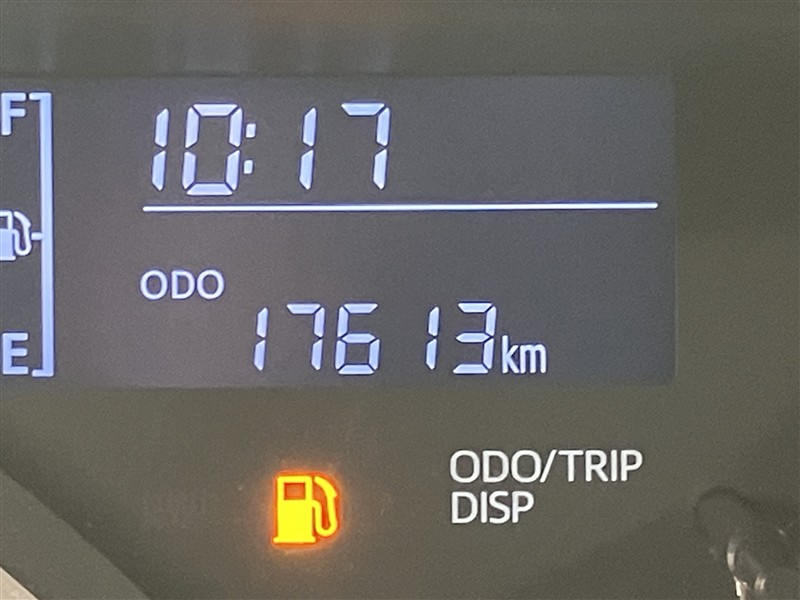 F
10:17
ODO
17613km
E
ODO/TRIP
DISP